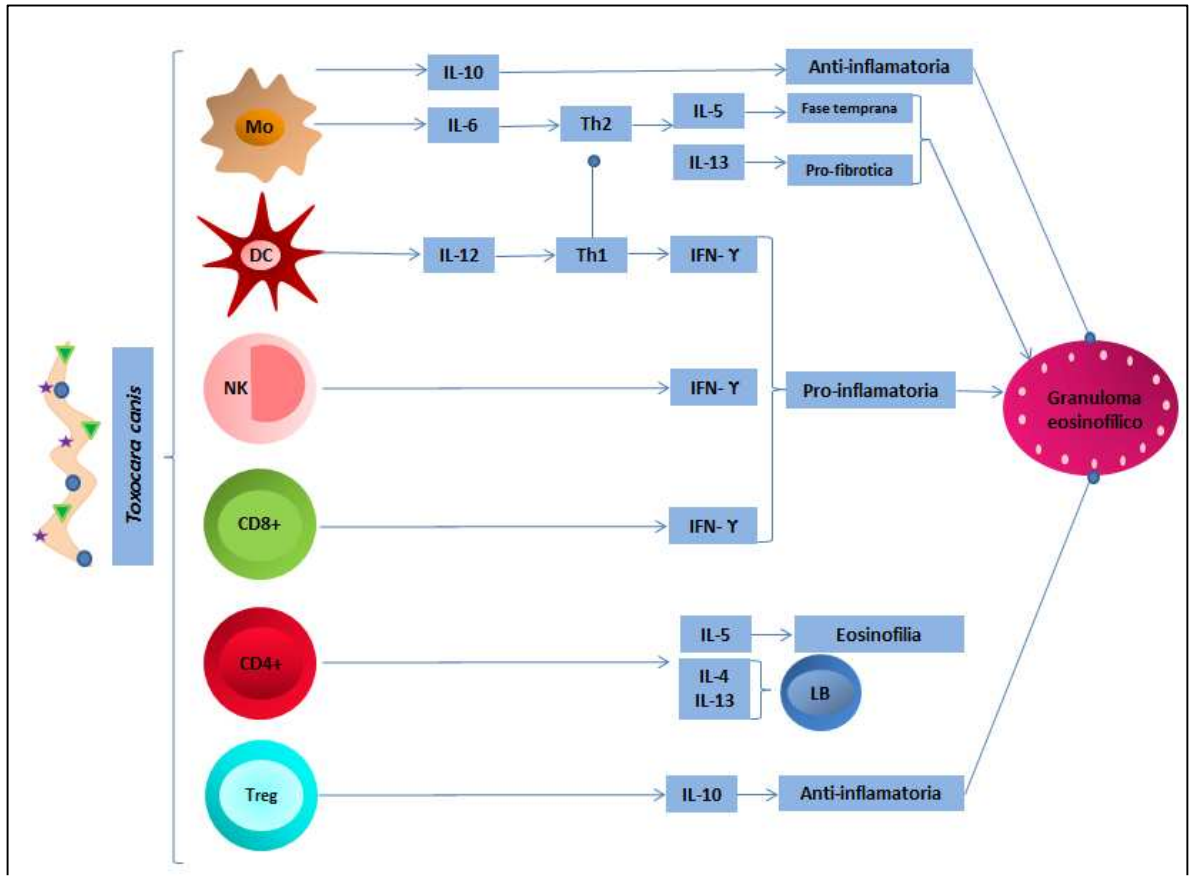 IL-10
Anti-inflamatoria
Mo
IL-6
Th2
IL-5
Fase temprana
IL-13
Pro-fibrotica
DC
IL-12
Th1
IFN- ϒ
Toxocara canis
NK
IFN- ϒ
Pro-inflamatoria
Granuloma
eosinofílico
CD8+
IFN- ϒ
CD4+
IL-5
Eosinofilia
IL-4
IL-13
LB
Treg
IL-10
Anti-inflamatoria